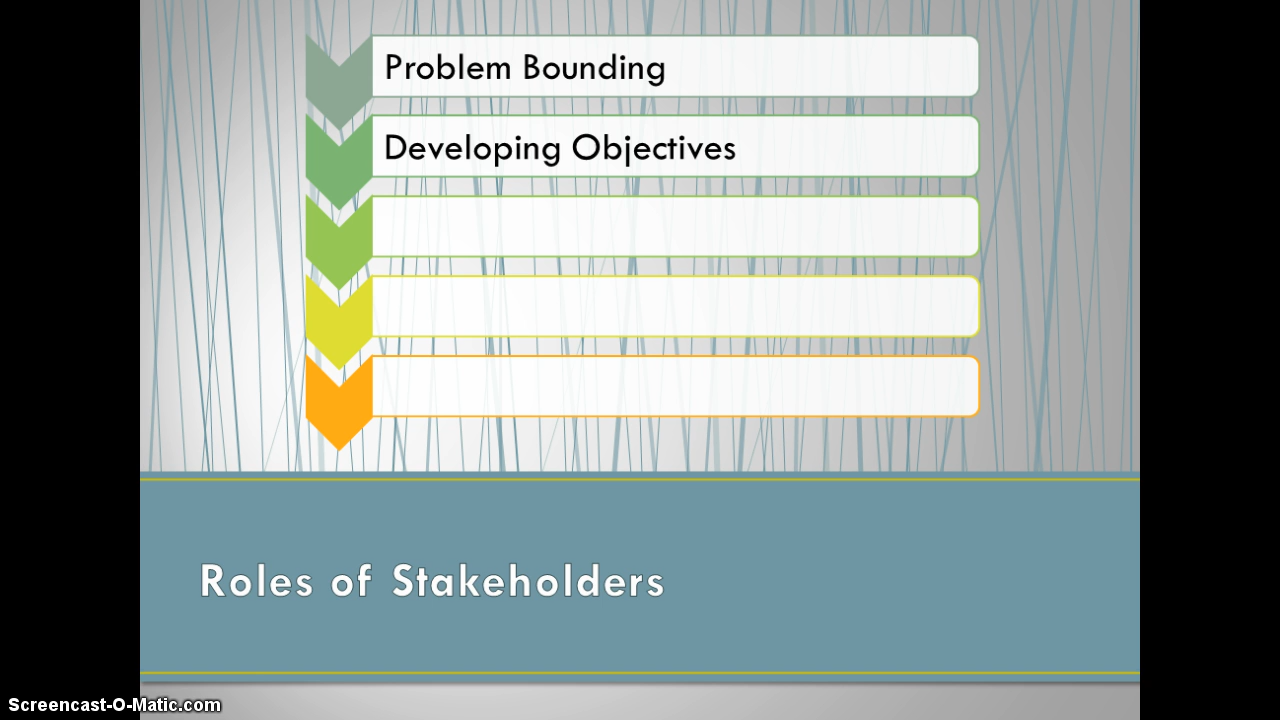 Problem Bounding
Developing Objectives
Roles of Stakeholders
Screencast-O-Matic.com